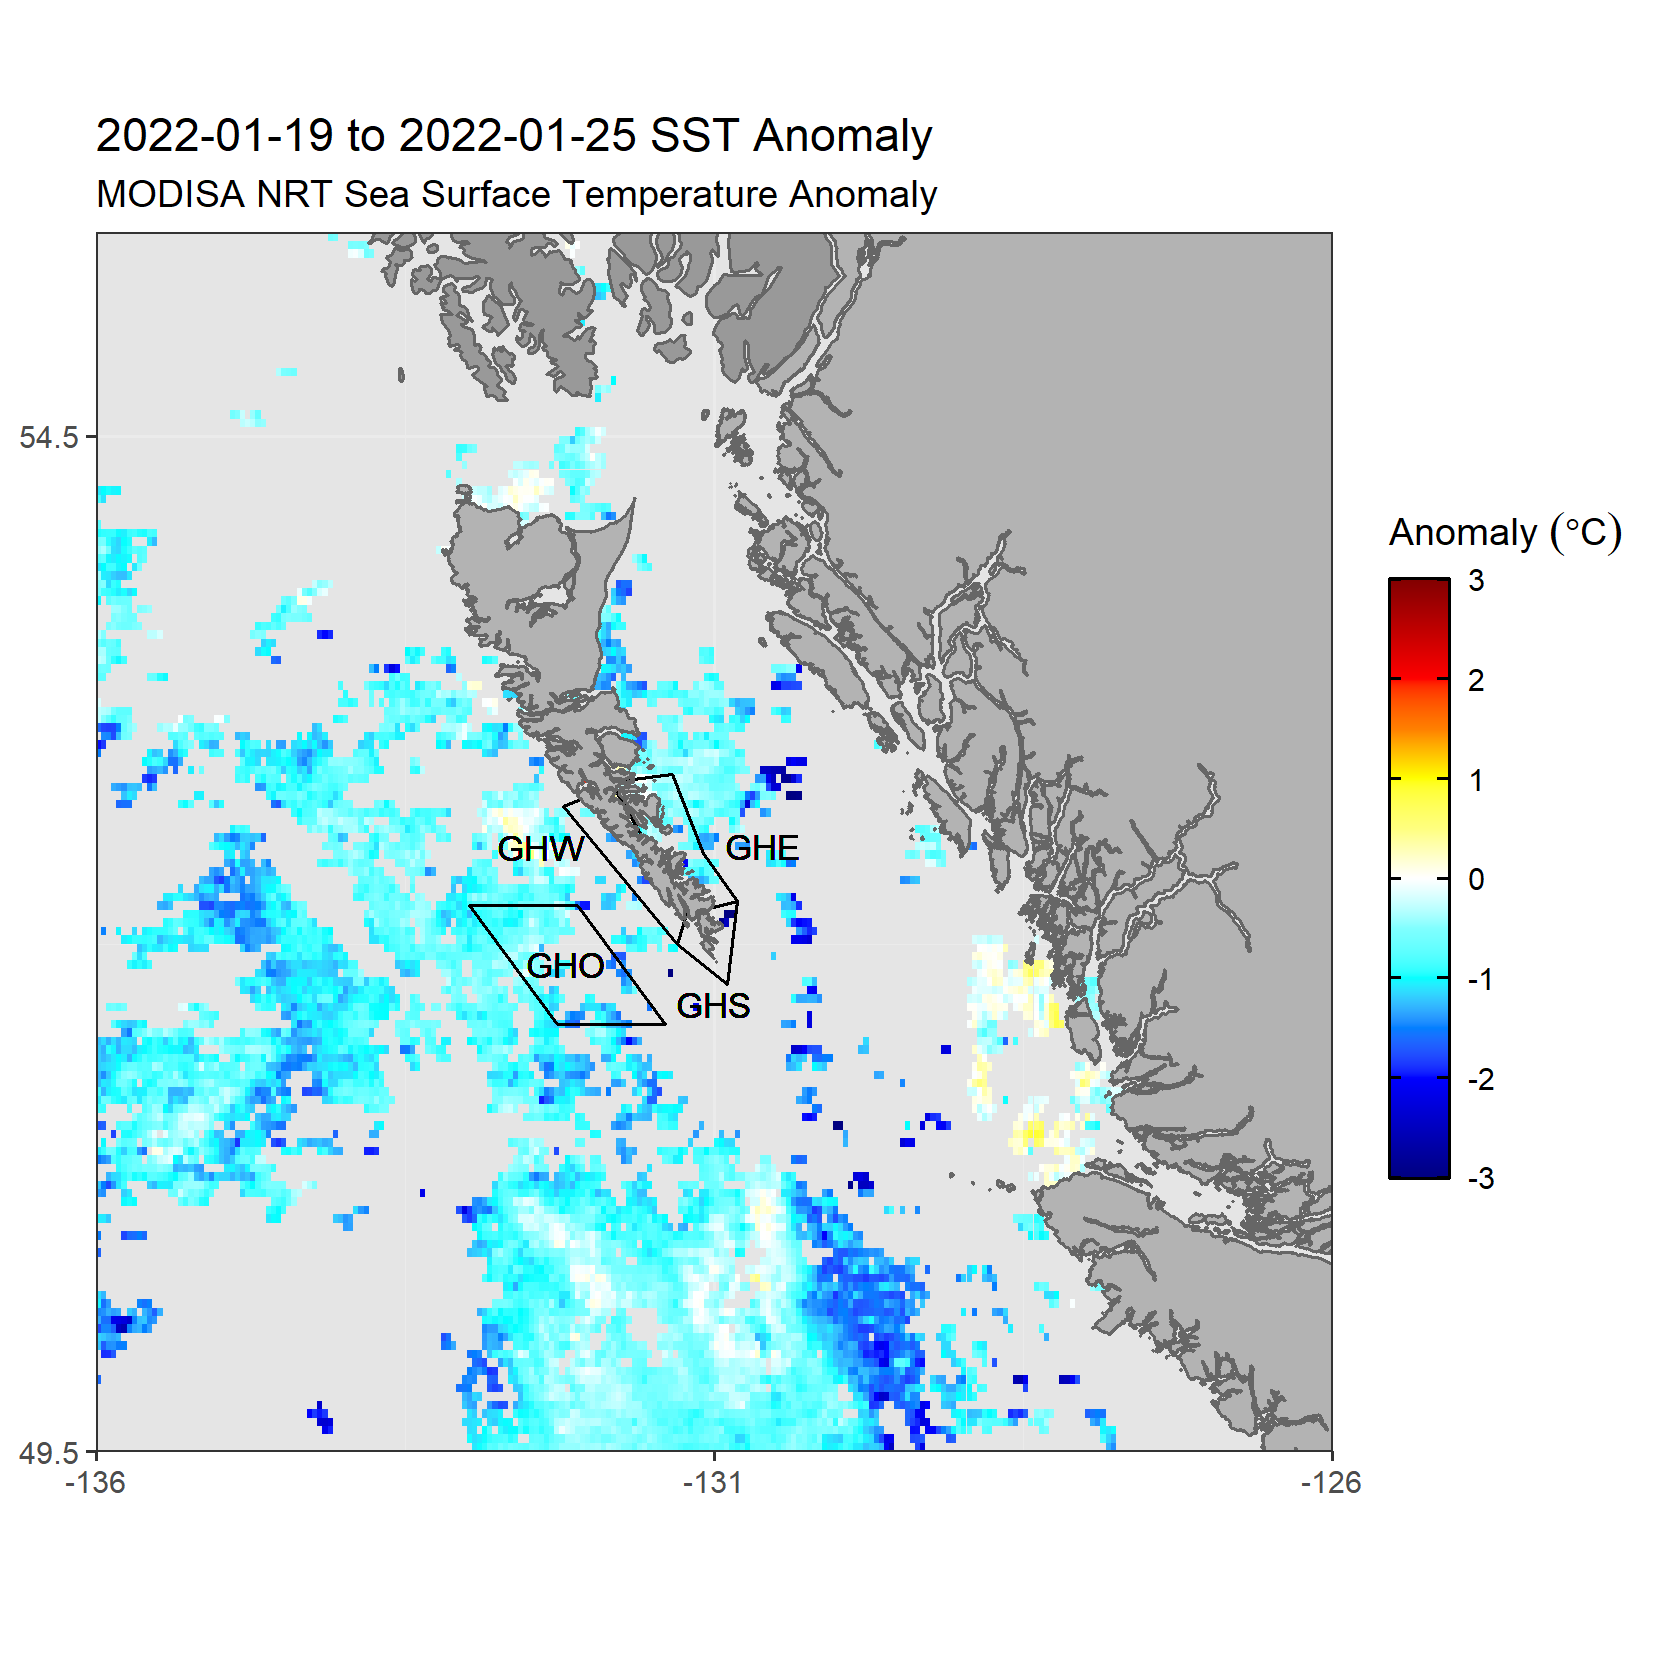 2022-01-19 to 2022-01-25 SST Anomaly
MODISA NRT Sea Surface Temperature Anomaly
54.5
49.5
-136
-131
-126
GHW
GHE
GHO
GHS
Anomaly (°C)
3
2
1
0
-1
-2
-3